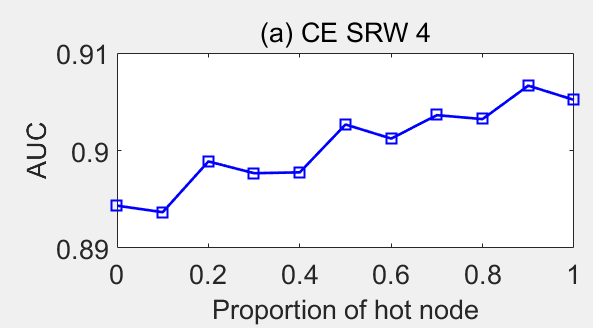 (a) CE SRW 4
0.91
0.9
0.89
AUC
0 0.2 0.4 0.6 0.8 1
Proportion of hot node